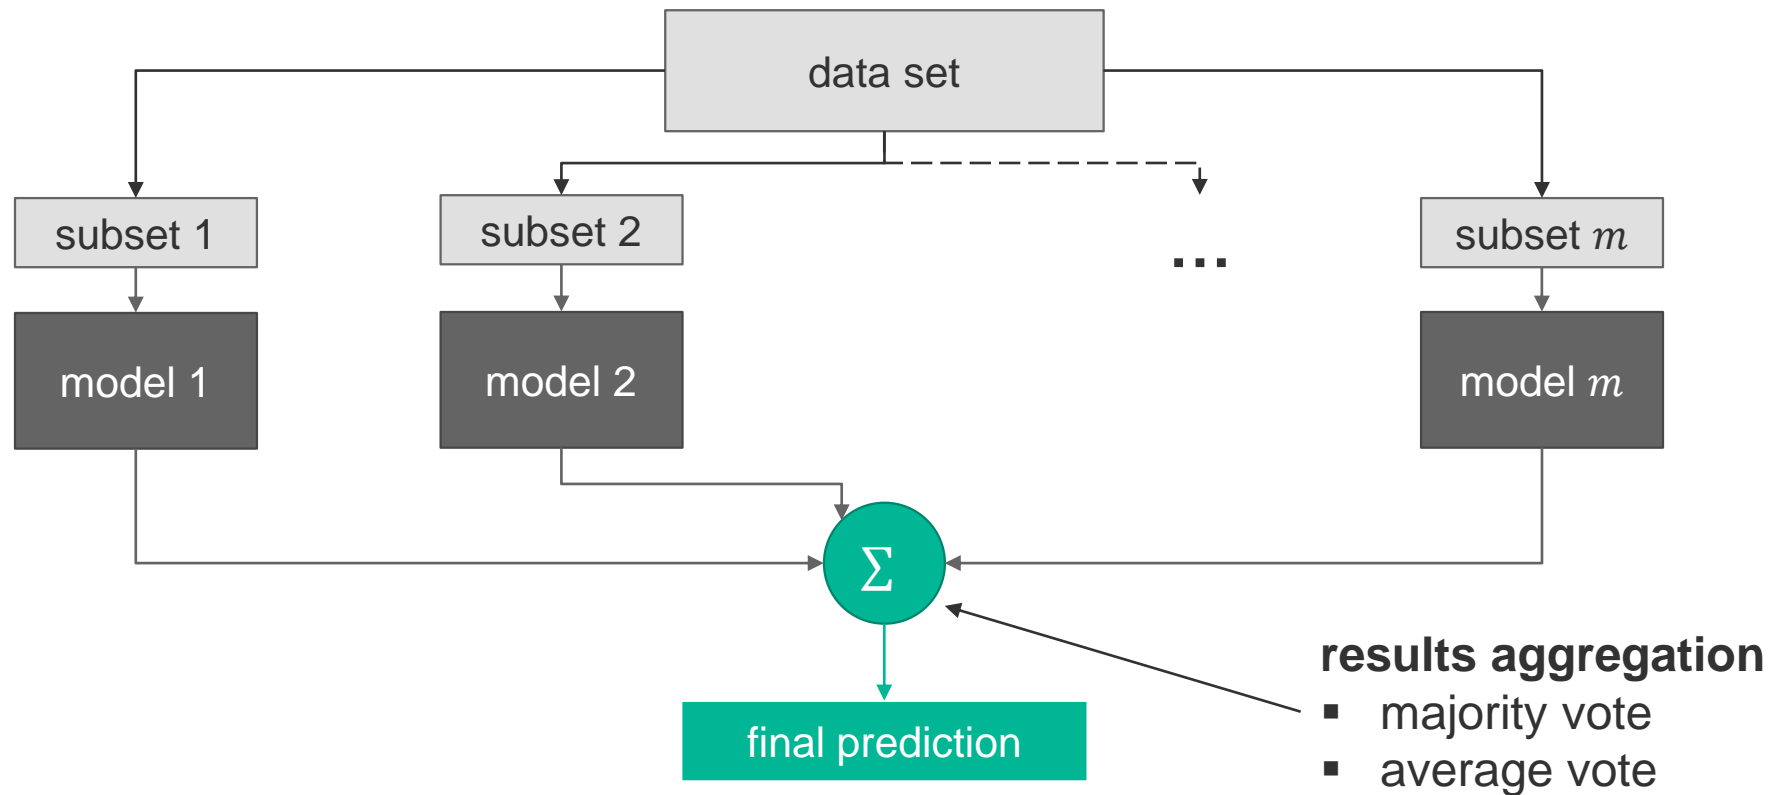 data set
subset 1
subset 2
...
subset m
model 1
model 2
model m
∑
results aggregation
▪ majority vote
▪ average vote
final prediction